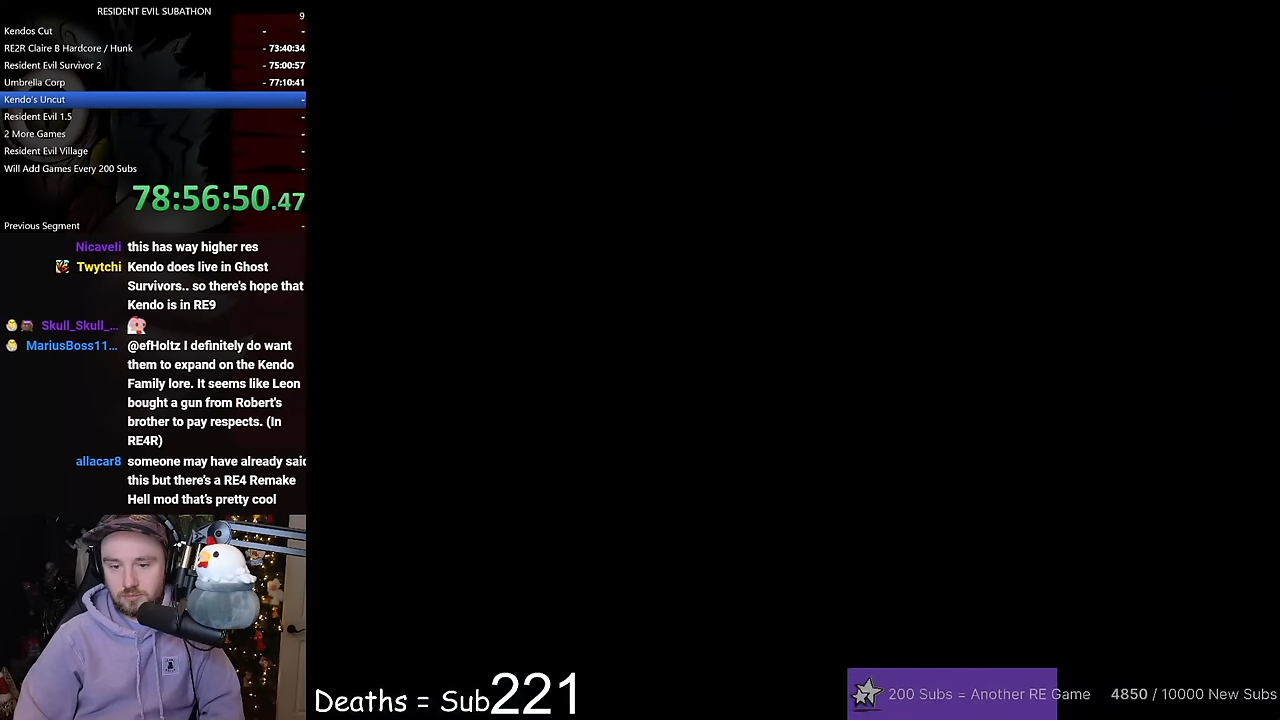 RESIDENT EVIL SUBATHON
9
Kendos Cut - -
RE2R Claire B Hardcore / Hunk - 73:40:34
Resident Evil Survivor 2 - 75:00:57
Umbrella Corp - 77:10:41
Kendo's Uncut -
Resident Evil 1.5 -
2 More Games -
Resident Evil Village -
Will Add Games Every 200 Subs -
78:56:50.47
Previous Segment -
Nicaveli this has way higher res
Twytchi Kendo does live in Ghost
Survivors.. so there's hope that
Kendo is in RE9
Skull_Skull_...
MariusBoss11... @efHoltz I definitely do want
them to expand on the Kendo
Family lore. It seems like Leon
bought a gun from Robert's
brother to pay respects. (In
RE4R)
allacar8 someone may have already said
this but there's a RE4 Remake
Hell mod that's pretty cool
Deaths = Sub 221
200 Subs = Another RE Game 4850 / 10000 New Subs